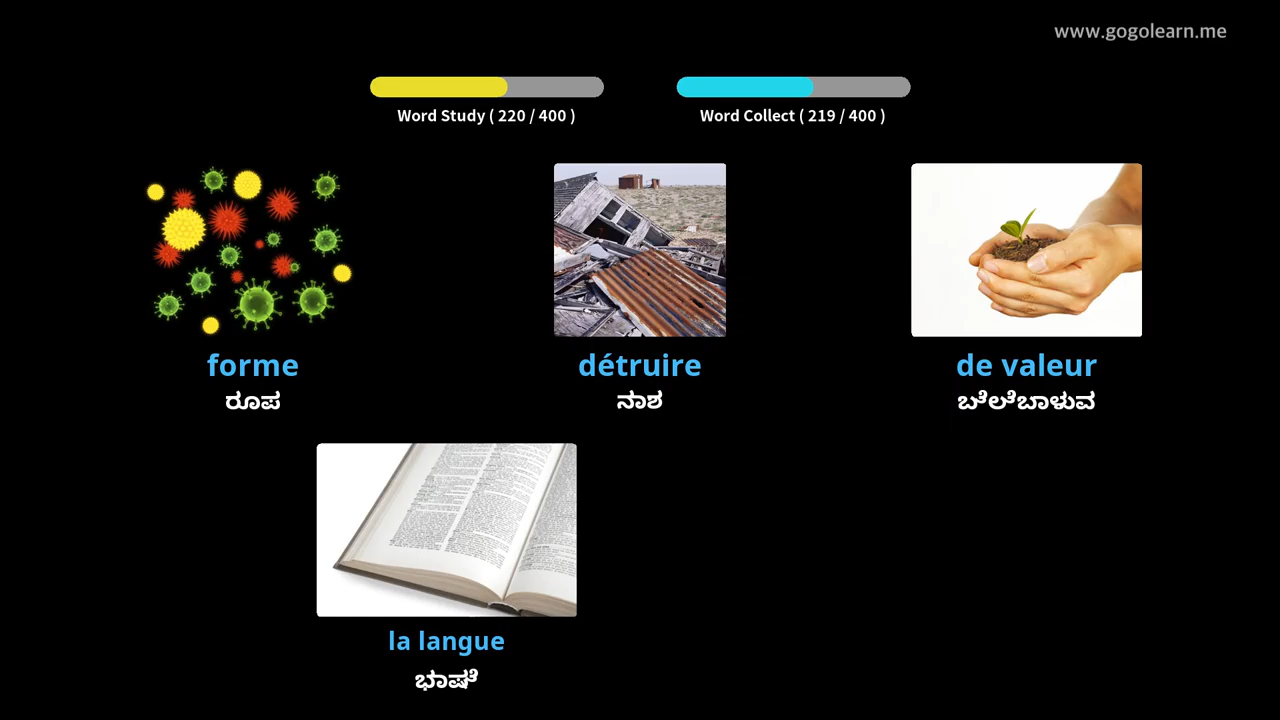 www.gogolearn.me
Word Study ( 220 / 400 )
Word Collect ( 219 / 400 )
forme
ರೂಪ
détruire
ನಾಶ
de valeur
ಬೆಲೆಬಾಳುವ
la langue
ಭಾಷೆ